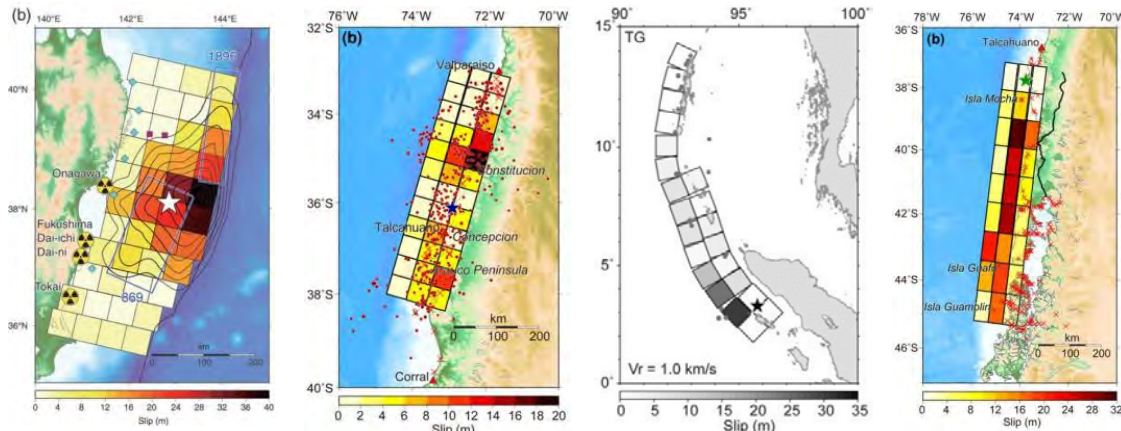 (b)
140°E
142°E
144°E
1896
40°N
Onagawa
38°N
Fukushima
Dai-ichi
Dai-ni
Tokai
869
36°N
km
0 100 200
0 4 8 12 16 20 24 28 32 36 40
Slip (m)
76°W 74°W 72°W 70°W
32°S
(b)
Valparaiso
34°S
Constitucion
36°S
Talcahuano
Concepcion
Arauco Peninsula
38°S
km
0 100 200
Corral
40°S
0 2 4 6 8 10 12 14 16 18 20
Slip (m)
90° 95° 100°
15°
TG
10°
5°
0°
Vr = 1.0 km/s
0 5 10 15 20 25 30 35
Slip (m)
78°W 76°W 74°W 72°W 70°W
36°S
(b)
Talcahuano
38°S
Isla Mocha
40°S
42°S
Isla Guafo
44°S
Isla Guamblin
km
0 100 200
46°S
0 4 8 12 16 20 24 28 32
Slip (m)